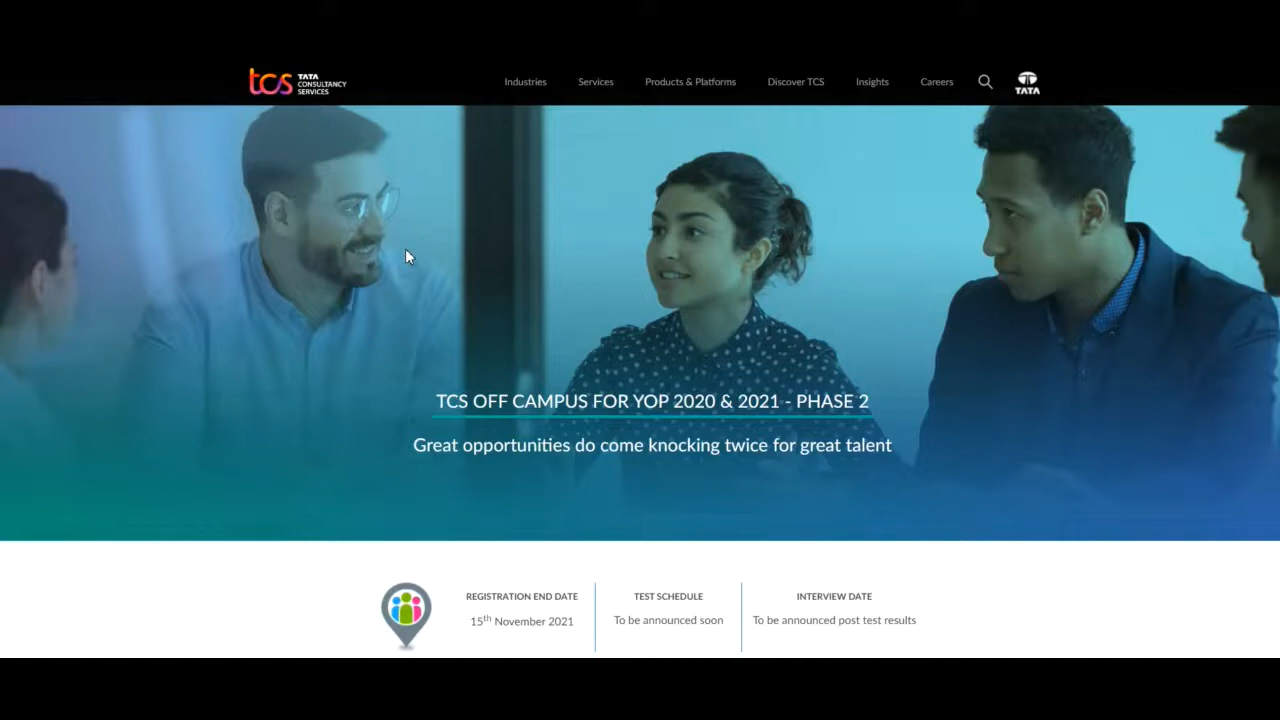 tcs TATA
CONSULTANCY
SERVICES
Industries Services Products & Platforms Discover TCS Insights Careers
TATA
TCS OFF CAMPUS FOR YOP 2020 & 2021 - PHASE 2
Great opportunities do come knocking twice for great talent
REGISTRATION END DATE
15th November 2021
TEST SCHEDULE
To be announced soon
INTERVIEW DATE
To be announced post test results